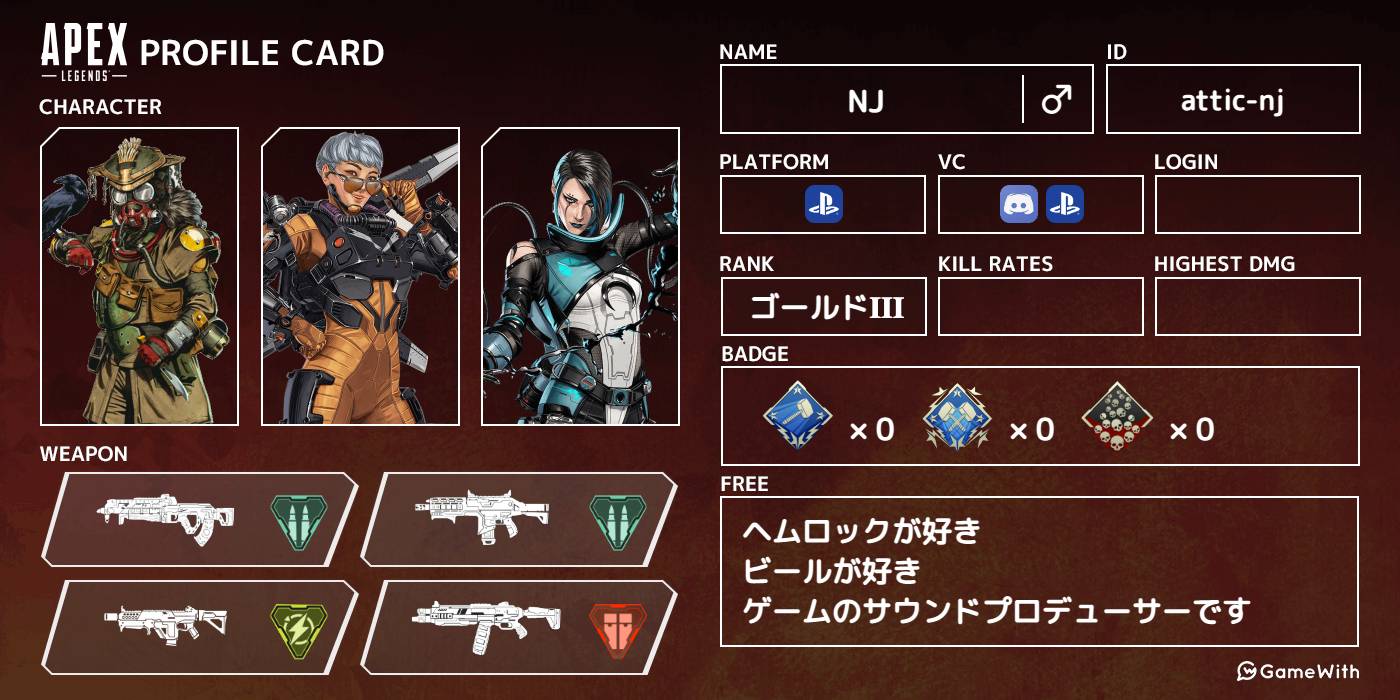 APEX
LEGENDS
PROFILE CARD
CHARACTER
WEAPON
NAME
NJ ♂
ID
attic-nj
PLATFORM
VC
LOGIN
RANK
ゴールドIII
KILL RATES
HIGHEST DMG
BADGE
×0 ×0 ×0
FREE
ヘムロックが好き
ビールが好き
ゲームのサウンドプロデューサーです
GameWith